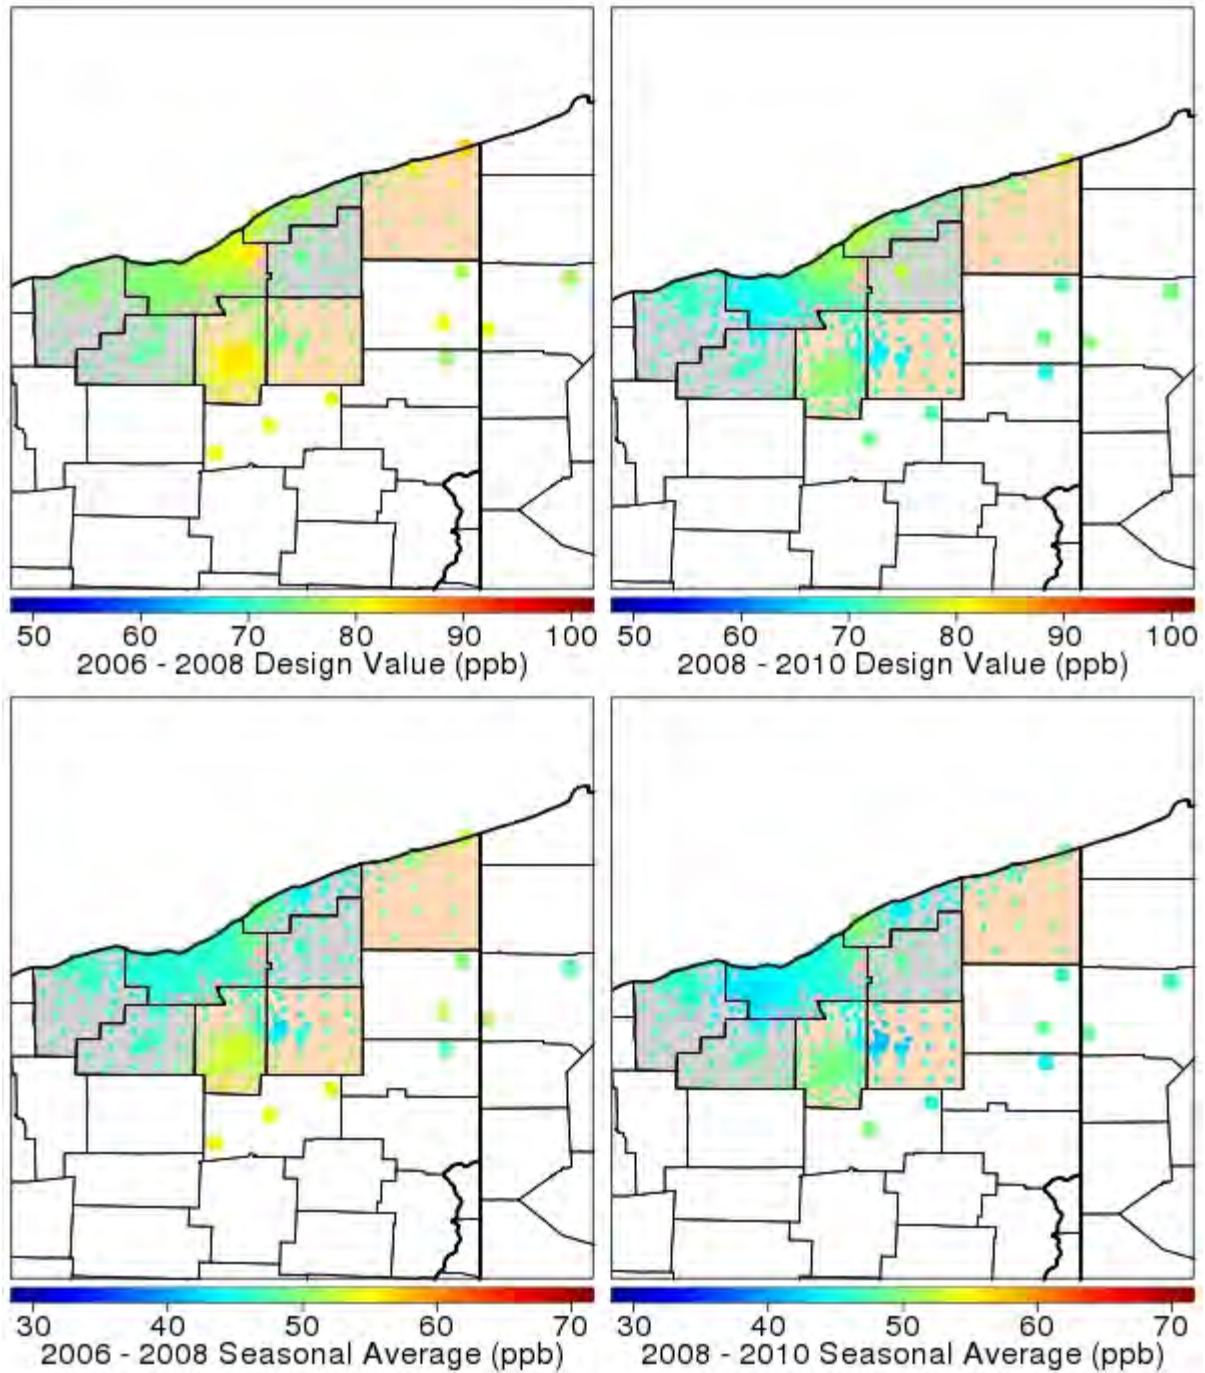 50 60 70 80 90 100
2006 - 2008 Design Value (ppb)
50 60 70 80 90 100
2008 - 2010 Design Value (ppb)
30 40 50 60 70
2006 - 2008 Seasonal Average (ppb)
30 40 50 60 70
2008 - 2010 Seasonal Average (ppb)